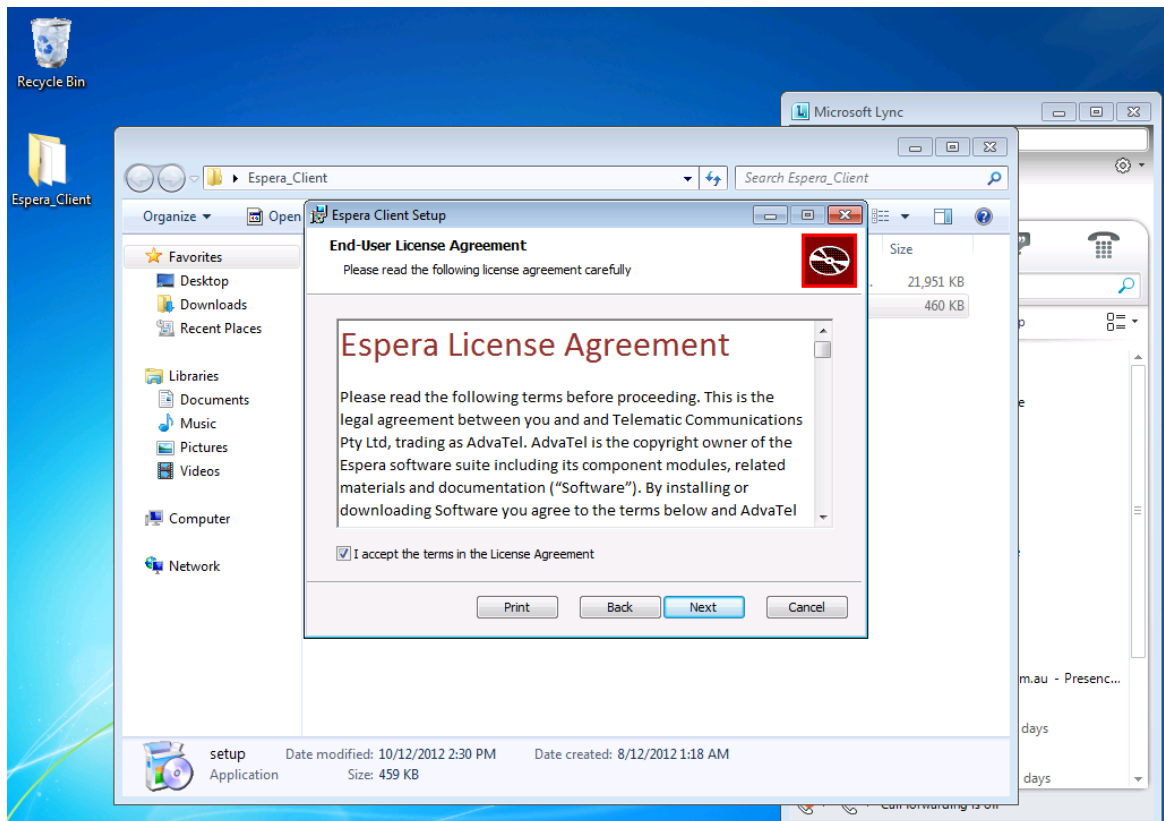 Recycle Bin
Espera_Client
Microsoft Lync
Espera_Client
Search Espera_Client
Organize
Open
Espera Client Setup
End-User License Agreement
Please read the following license agreement carefully
Size
21,951 KB
460 KB
Favorites
Desktop
Downloads
Recent Places
Libraries
Documents
Music
Pictures
Videos
Computer
Network
Espera License Agreement
Please read the following terms before proceeding. This is the
legal agreement between you and and Telematic Communications
Pty Ltd, trading as AdvaTel. AdvaTel is the copyright owner of the
Espera software suite including its component modules, related
materials and documentation (“Software”). By installing or
downloading Software you agree to the terms below and AdvaTel
I accept the terms in the License Agreement
Print Back Next Cancel
m.au - Presenc...
days
days
setup Date modified: 10/12/2012 2:30 PM Date created: 8/12/2012 1:18 AM
Application Size: 459 KB
Call forwarding is off